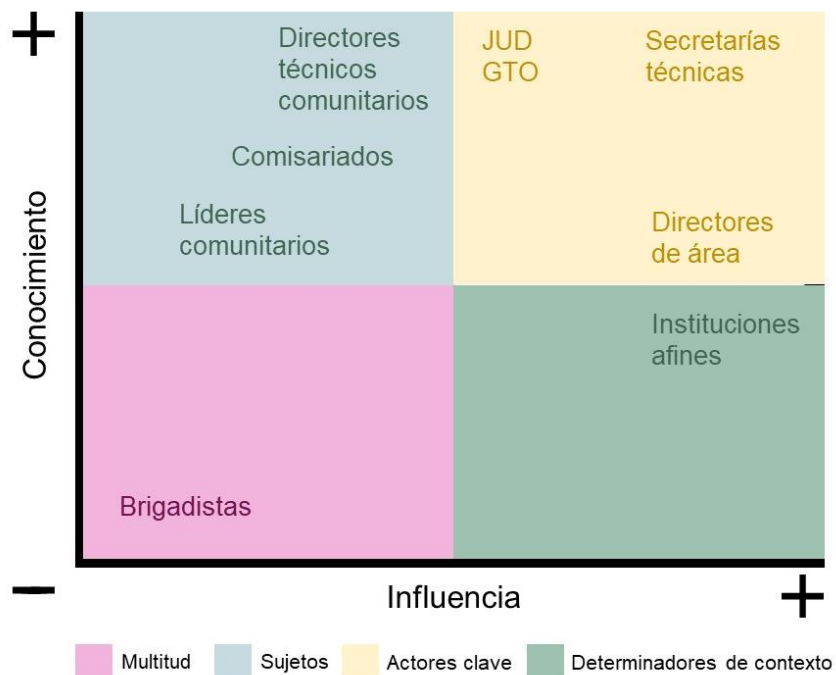 +
Directores
técnicos
comunitarios
JUD
GTO
Secretarías
técnicas
Comisariados
Líderes
comunitarios
Directores
de área
Conocimiento
Instituciones
afines
Brigadistas
−
Influencia
+
Multitud
Sujetos
Actores clave
Determinadores de contexto